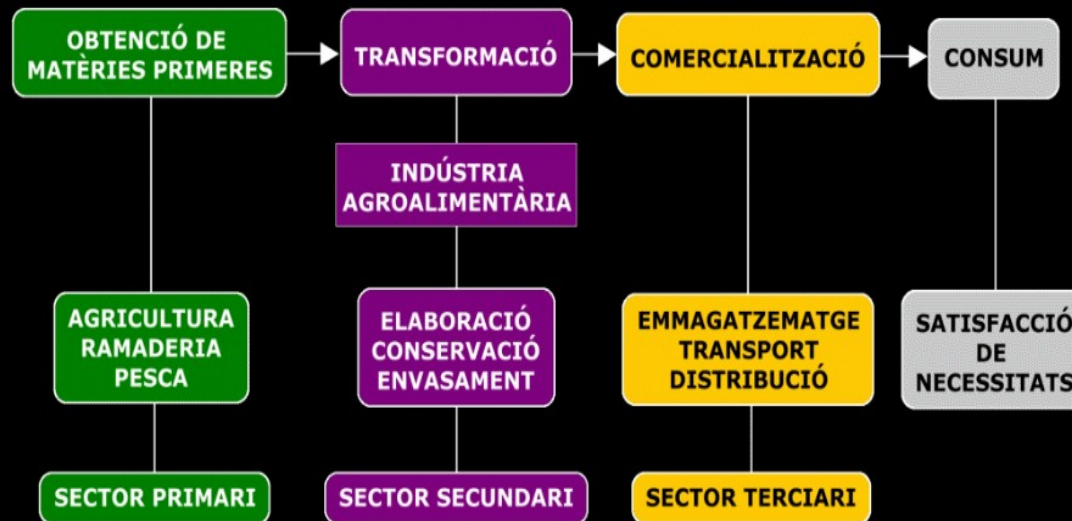 OBTENCIÓ DE
MATÈRIES PRIMERES
TRANSFORMACIÓ
COMERCIALITZACIÓ
CONSUM
INDÚSTRIA
AGROALIMENTÀRIA
AGRICULTURA
RAMADERIA
PESCA
ELABORACIÓ
CONSERVACIÓ
ENVASAMENT
EMMAGATZEMATGE
TRANSPORT
DISTRIBUCIÓ
SATISFACCIÓ
DE
NECESSITATS
SECTOR PRIMARI
SECTOR SECUNDARI
SECTOR TERCIARI